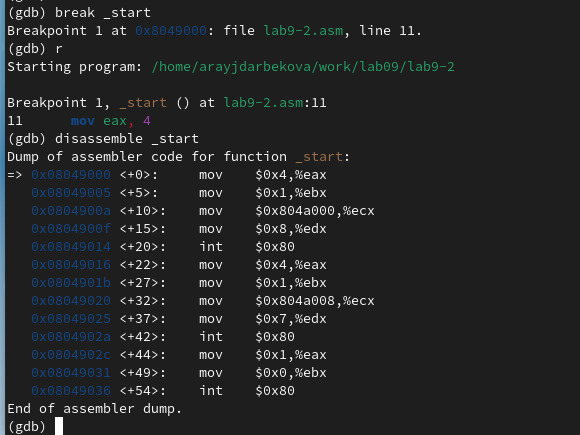 (gdb) break _start
Breakpoint 1 at 0x8049000: file lab9-2.asm, line 11.
(gdb) r
Starting program: /home/arayjdarbekova/work/lab09/lab9-2

Breakpoint 1, _start () at lab9-2.asm:11
11      mov eax, 4
(gdb) disassemble _start
Dump of assembler code for function _start:
=> 0x08049000 <+0>:     mov    $0x4,%eax
   0x08049005 <+5>:     mov    $0x1,%ebx
   0x0804900a <+10>:    mov    $0x804a000,%ecx
   0x0804900f <+15>:    mov    $0x8,%edx
   0x08049014 <+20>:    int    $0x80
   0x08049016 <+22>:    mov    $0x4,%eax
   0x0804901b <+27>:    mov    $0x1,%ebx
   0x08049020 <+32>:    mov    $0x804a008,%ecx
   0x08049025 <+37>:    mov    $0x7,%edx
   0x0804902a <+42>:    int    $0x80
   0x0804902c <+44>:    mov    $0x1,%eax
   0x08049031 <+49>:    mov    $0x0,%ebx
   0x08049036 <+54>:    int    $0x80
End of assembler dump.
(gdb)